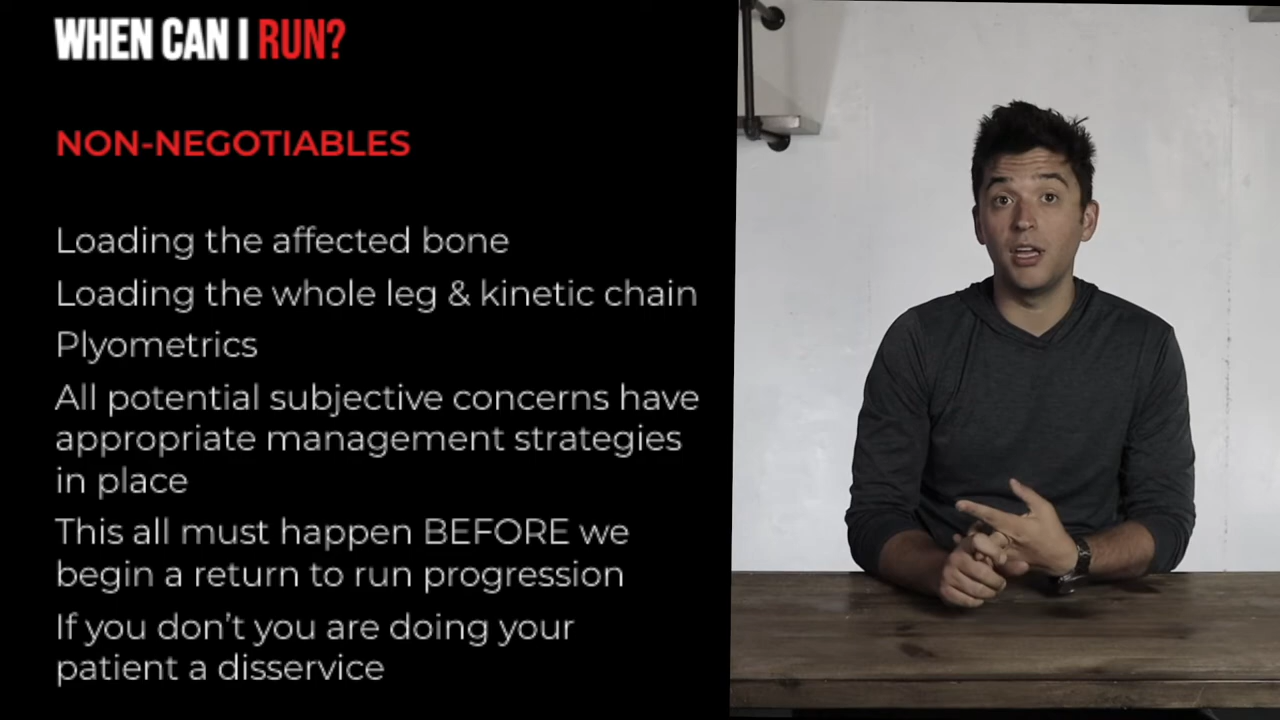 WHEN CAN I RUN?
NON-NEGOTIABLES
Loading the affected bone
Loading the whole leg & kinetic chain
Plyometrics
All potential subjective concerns have
appropriate management strategies
in place
This all must happen BEFORE we
begin a return to run progression
If you don’t you are doing your
patient a disservice